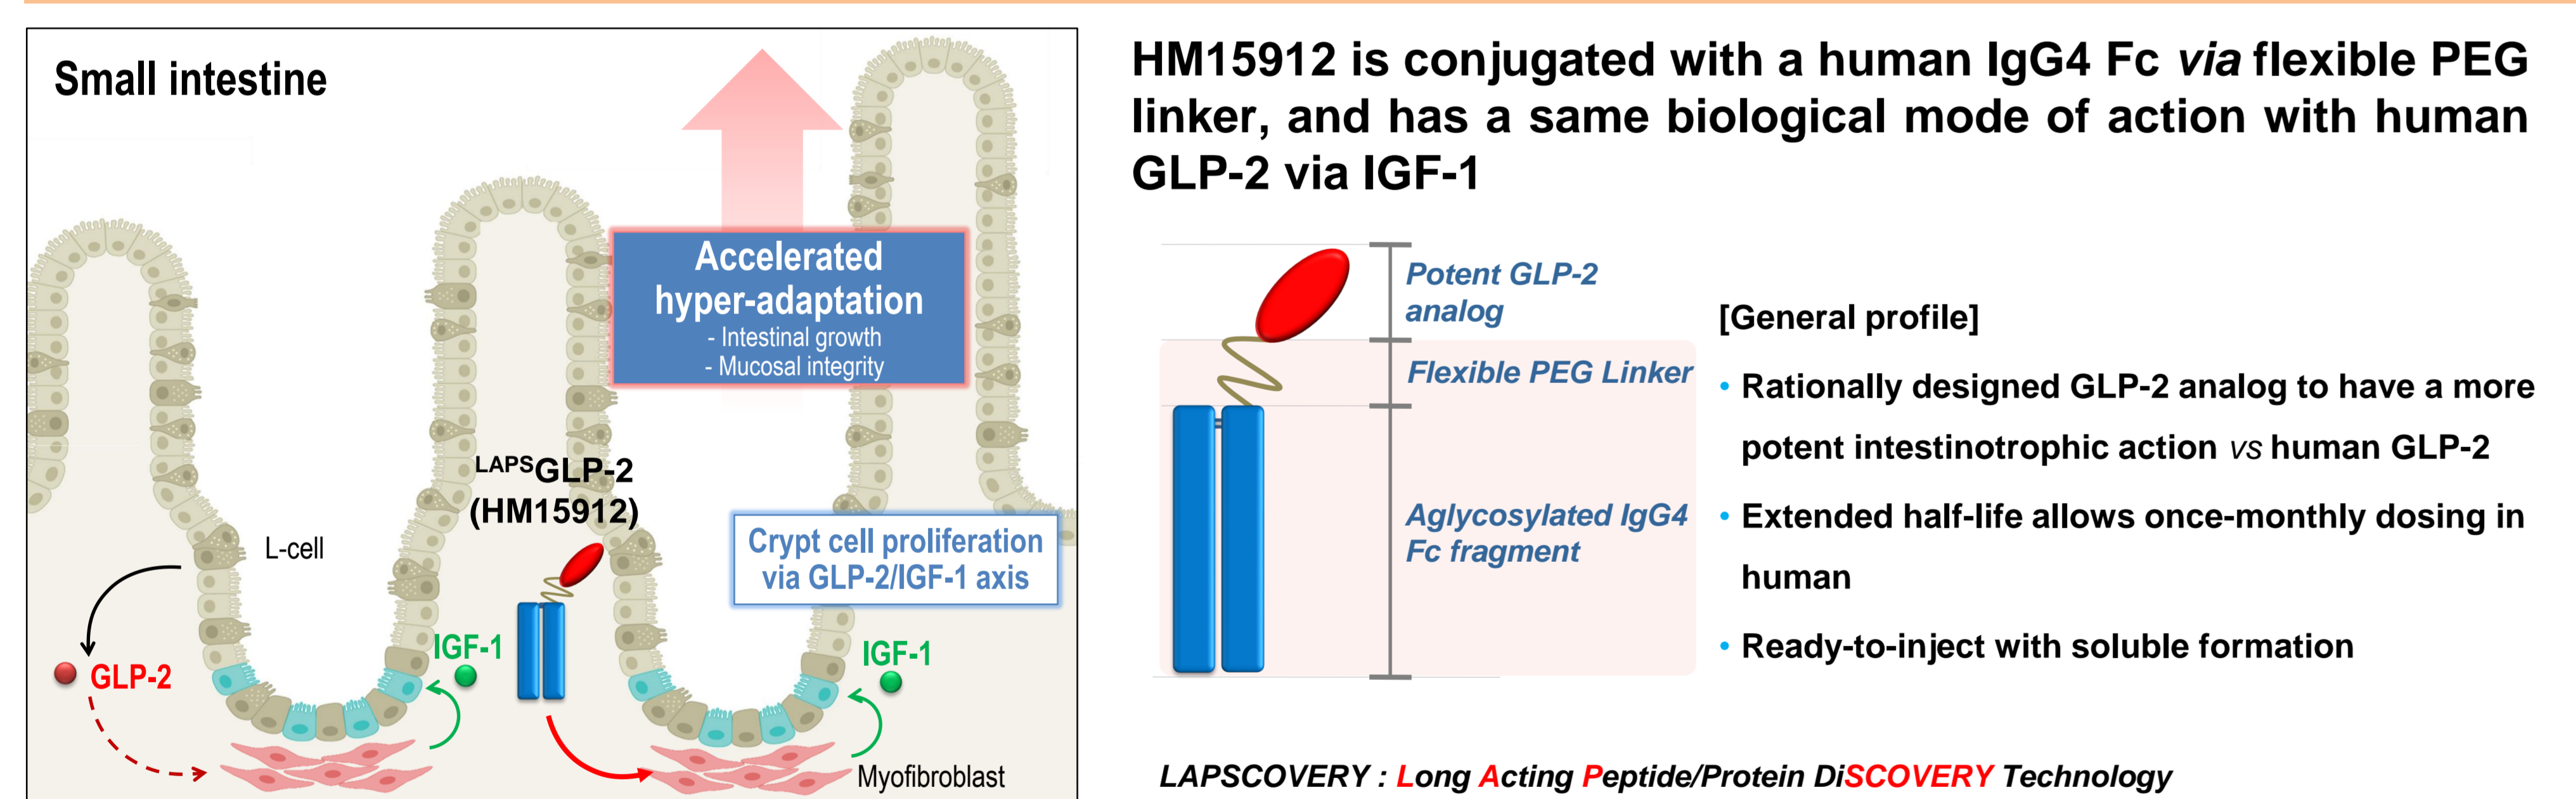 Small intestine
Accelerated
hyper-adaptation
- Intestinal growth
- Mucosal integrity
LAPSGLP-2
(HM15912)
L-cell
Crypt cell proliferation
via GLP-2/IGF-1 axis
GLP-2
IGF-1
IGF-1
Myofibroblast
HM15912 is conjugated with a human IgG4 Fc via flexible PEG
linker, and has a same biological mode of action with human
GLP-2 via IGF-1
Potent GLP-2
analog
Flexible PEG Linker
Aglycosylated IgG4
Fc fragment
[General profile]
• Rationally designed GLP-2 analog to have a more
potent intestinotrophic action vs human GLP-2
• Extended half-life allows once-monthly dosing in
human
• Ready-to-inject with soluble formation
LAPSCOVERY : Long Acting Peptide/Protein DiSCOVERY Technology